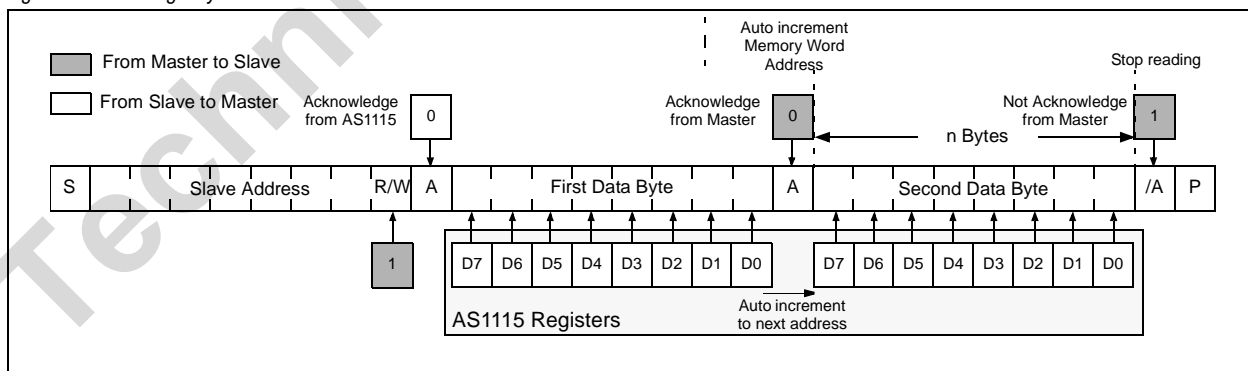 Auto increment
Memory Word
Address
Stop reading
From Master to Slave
From Slave to Master
Acknowledge
from AS1115
0
Acknowledge
from Master
0
Not Acknowledge
from Master
1
n Bytes
S
Slave Address
R/W
A
First Data Byte
A
Second Data Byte
/A
P
1
D7
D6
D5
D4
D3
D2
D1
D0
D7
D6
D5
D4
D3
D2
D1
D0
Auto increment
to next address
AS1115 Registers